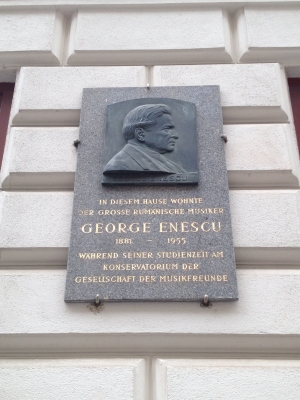 IN DIESEM HAUSE WOHNTE
DER GROSSE RUMÄNISCHE MUSIKER
GEORGE ENESCU
1881 – 1955
WÄHREND SEINER STUDIENZEIT AM
KONSERVATORIUM DER
GESELLSCHAFT DER MUSIKFREUNDE